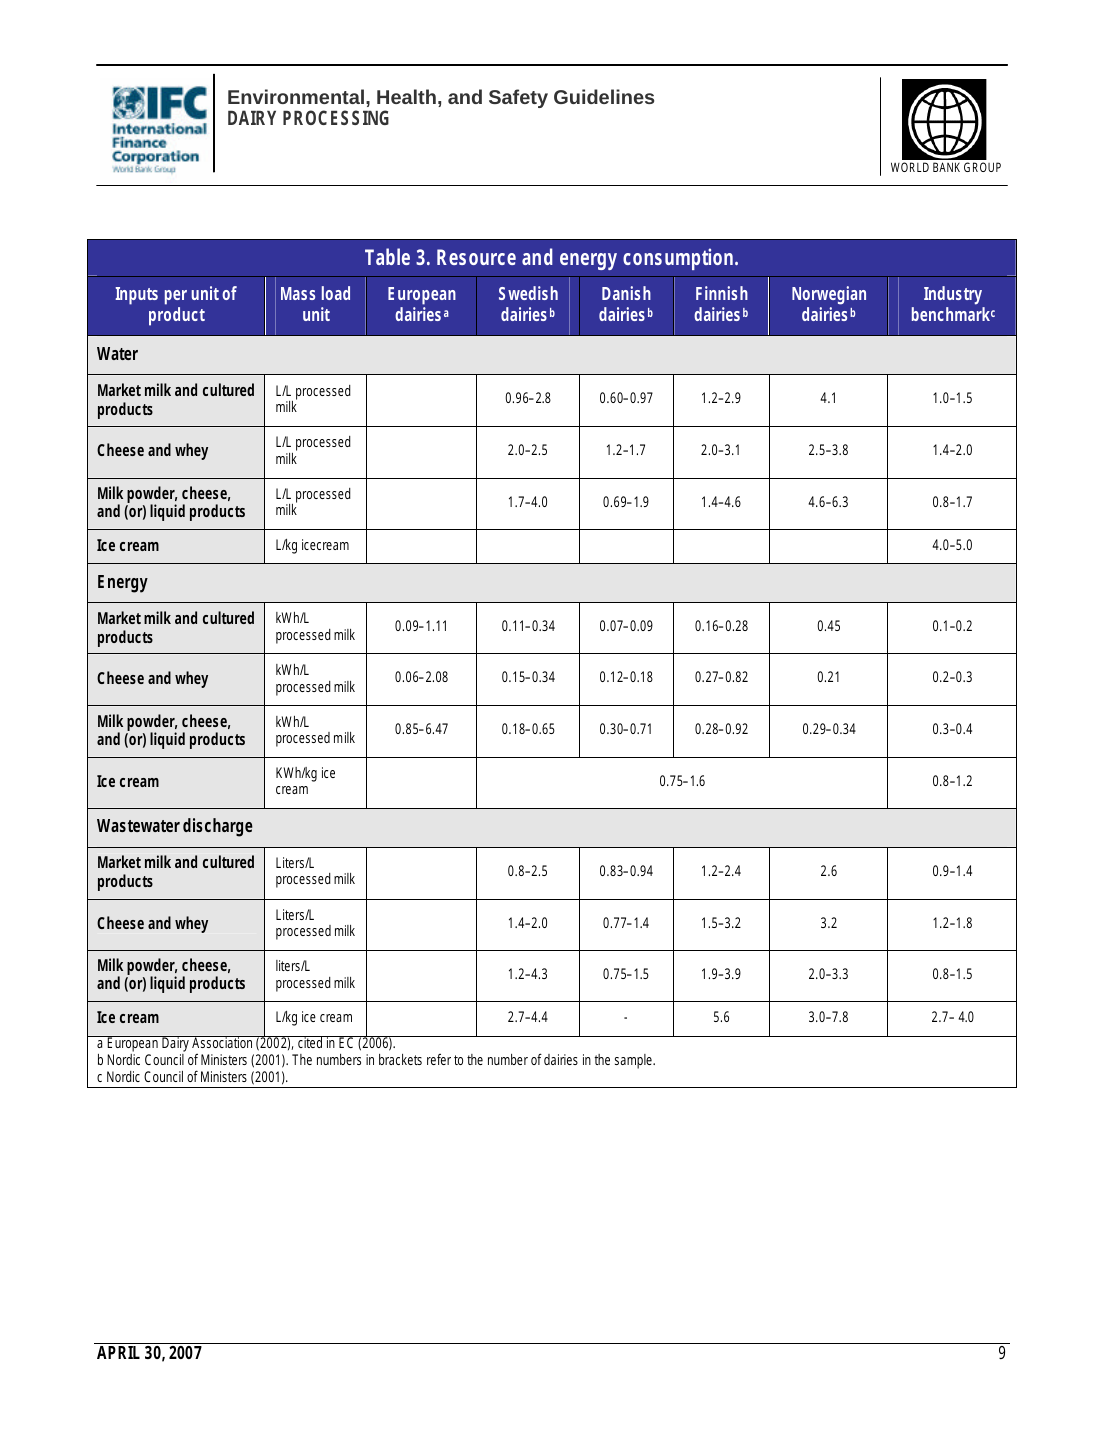 IFC
International
Finance
Corporation
World Bank Group
Environmental, Health, and Safety Guidelines
DAIRY PROCESSING
WORLD BANK GROUP
Table 3. Resource and energy consumption.
Inputs per unit of product | Mass load unit | European dairies a | Swedish dairies b | Danish dairies b | Finnish dairies b | Norwegian dairies b | Industry benchmark c
Water
Market milk and cultured products | L/L processed milk | | 0.96–2.8 | 0.60–0.97 | 1.2–2.9 | 4.1 | 1.0–1.5
Cheese and whey | L/L processed milk | | 2.0–2.5 | 1.2–1.7 | 2.0–3.1 | 2.5–3.8 | 1.4–2.0
Milk powder, cheese, and (or) liquid products | L/L processed milk | | 1.7–4.0 | 0.69–1.9 | 1.4–4.6 | 4.6–6.3 | 0.8–1.7
Ice cream | L/kg icecream | | | | | | 4.0–5.0
Energy
Market milk and cultured products | kWh/L processed milk | 0.09–1.11 | 0.11–0.34 | 0.07–0.09 | 0.16–0.28 | 0.45 | 0.1–0.2
Cheese and whey | kWh/L processed milk | 0.06–2.08 | 0.15–0.34 | 0.12–0.18 | 0.27–0.82 | 0.21 | 0.2–0.3
Milk powder, cheese, and (or) liquid products | kWh/L processed milk | 0.85–6.47 | 0.18–0.65 | 0.30–0.71 | 0.28–0.92 | 0.29–0.34 | 0.3–0.4
Ice cream | KWh/kg ice cream | | 0.75–1.6 | 0.8–1.2
Wastewater discharge
Market milk and cultured products | Liters/L processed milk | | 0.8–2.5 | 0.83–0.94 | 1.2–2.4 | 2.6 | 0.9–1.4
Cheese and whey | Liters/L processed milk | | 1.4–2.0 | 0.77–1.4 | 1.5–3.2 | 3.2 | 1.2–1.8
Milk powder, cheese, and (or) liquid products | liters/L processed milk | | 1.2–4.3 | 0.75–1.5 | 1.9–3.9 | 2.0–3.3 | 0.8–1.5
Ice cream | L/kg ice cream | | 2.7–4.4 | - | 5.6 | 3.0–7.8 | 2.7– 4.0
a European Dairy Association (2002), cited in EC (2006).
b Nordic Council of Ministers (2001). The numbers in brackets refer to the number of dairies in the sample.
c Nordic Council of Ministers (2001).
APRIL 30, 2007
9